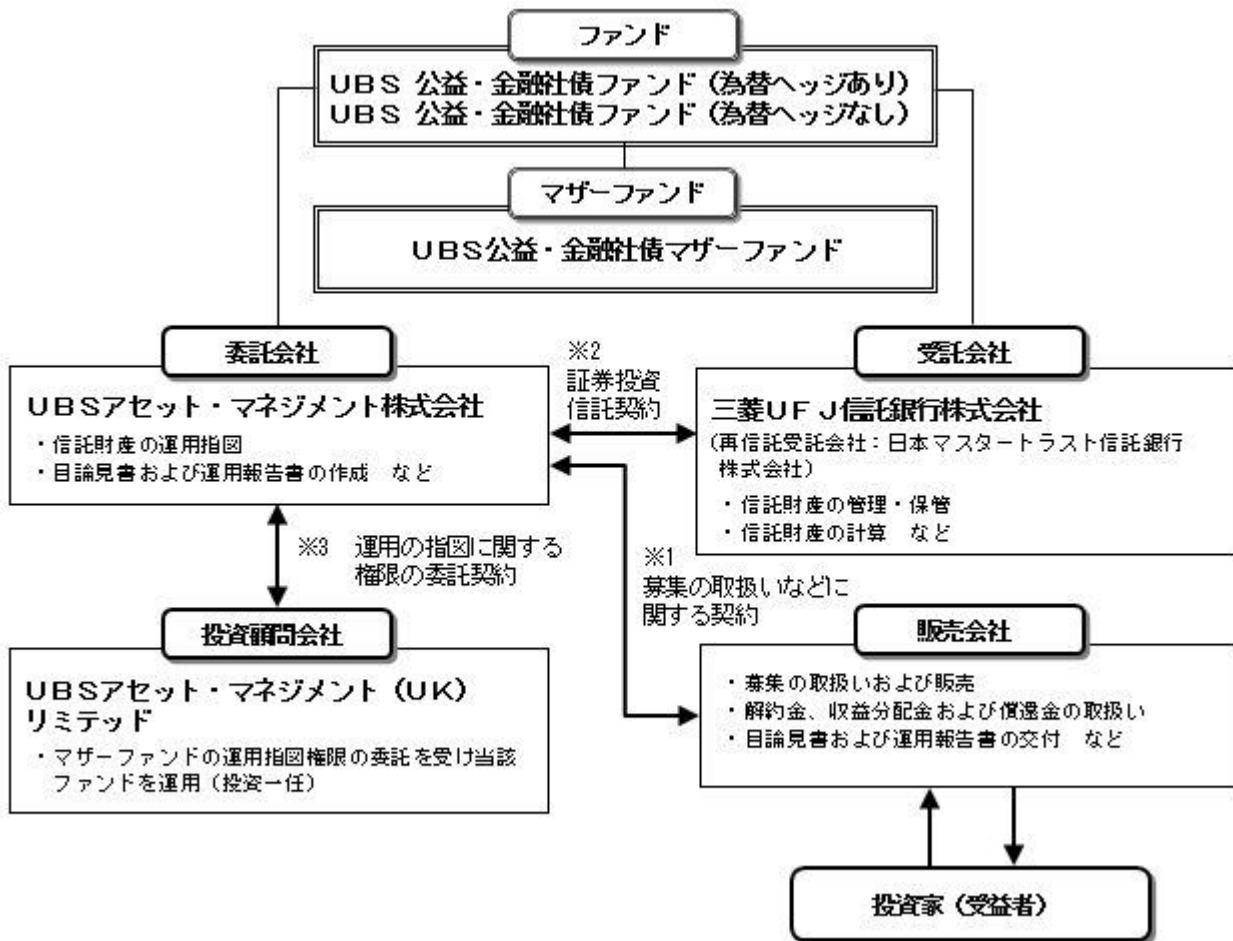 ファンド
UBS 公益・金融社債ファンド(為替ヘッジあり)
UBS 公益・金融社債ファンド(為替ヘッジなし)
マザーファンド
UBS公益・金融社債マザーファンド
委託会社
UBSアセット・マネジメント株式会社
・信託財産の運用指図
・目論見書および運用報告書の作成 など
※2
証券投資
信託契約
受託会社
三菱UFJ信託銀行株式会社
(再信託受託会社:日本マスタートラスト信託銀行
株式会社)
・信託財産の管理・保管
・信託財産の計算 など
※3 運用の指図に関する
権限の委託契約
※1
募集の取扱いなどに
関する契約
投資顧問会社
UBSアセット・マネジメント(UK)
リミテッド
・マザーファンドの運用指図権限の委託を受け当該
ファンドを運用(投資一任)
販売会社
・募集の取扱いおよび販売
・解約金、収益分配金および償還金の取扱い
・目論見書および運用報告書の交付 など
投資家(受益者)